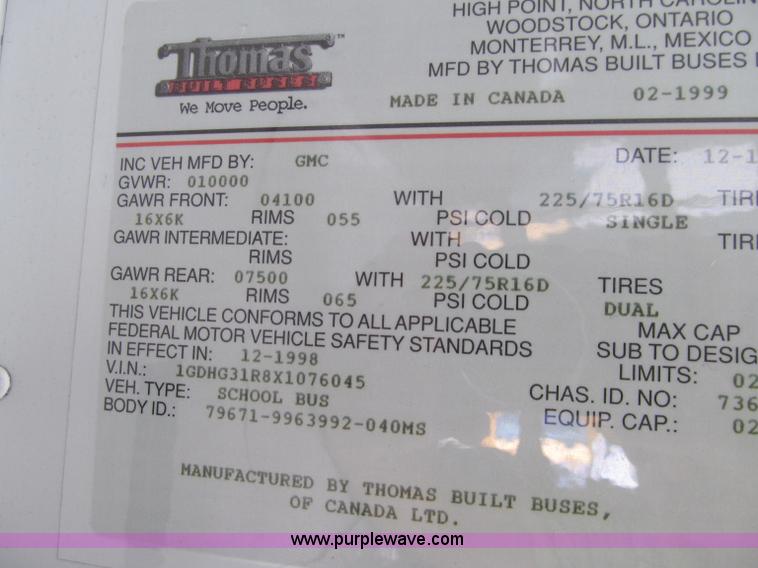 Thomas ™
BUILT BUSES
We Move People.
HIGH POINT, NORTH CAROLIN
WOODSTOCK, ONTARIO
MONTERREY, M.L., MEXICO
MFD BY THOMAS BUILT BUSES
MADE IN CANADA 02-1999
INC VEH MFD BY: GMC DATE: 12-1
GVWR: 010000
GAWR FRONT: 04100 WITH 225/75R16D TIR
16X6K RIMS 055 PSI COLD SINGLE
GAWR INTERMEDIATE: WITH TIR
RIMS PSI COLD
GAWR REAR: 07500 WITH 225/75R16D TIRES
16X6K RIMS 065 PSI COLD DUAL
THIS VEHICLE CONFORMS TO ALL APPLICABLE MAX CAP
FEDERAL MOTOR VEHICLE SAFETY STANDARDS SUB TO DESIG
IN EFFECT IN: 12-1998 LIMITS: 02
V.I.N.: 1GDHG31R8X1076045 CHAS. ID. NO: 736
VEH. TYPE: SCHOOL BUS EQUIP. CAP.: 02
BODY ID.: 79671-9963992-040MS
MANUFACTURED BY THOMAS BUILT BUSES,
OF CANADA LTD.
www.purplewave.com